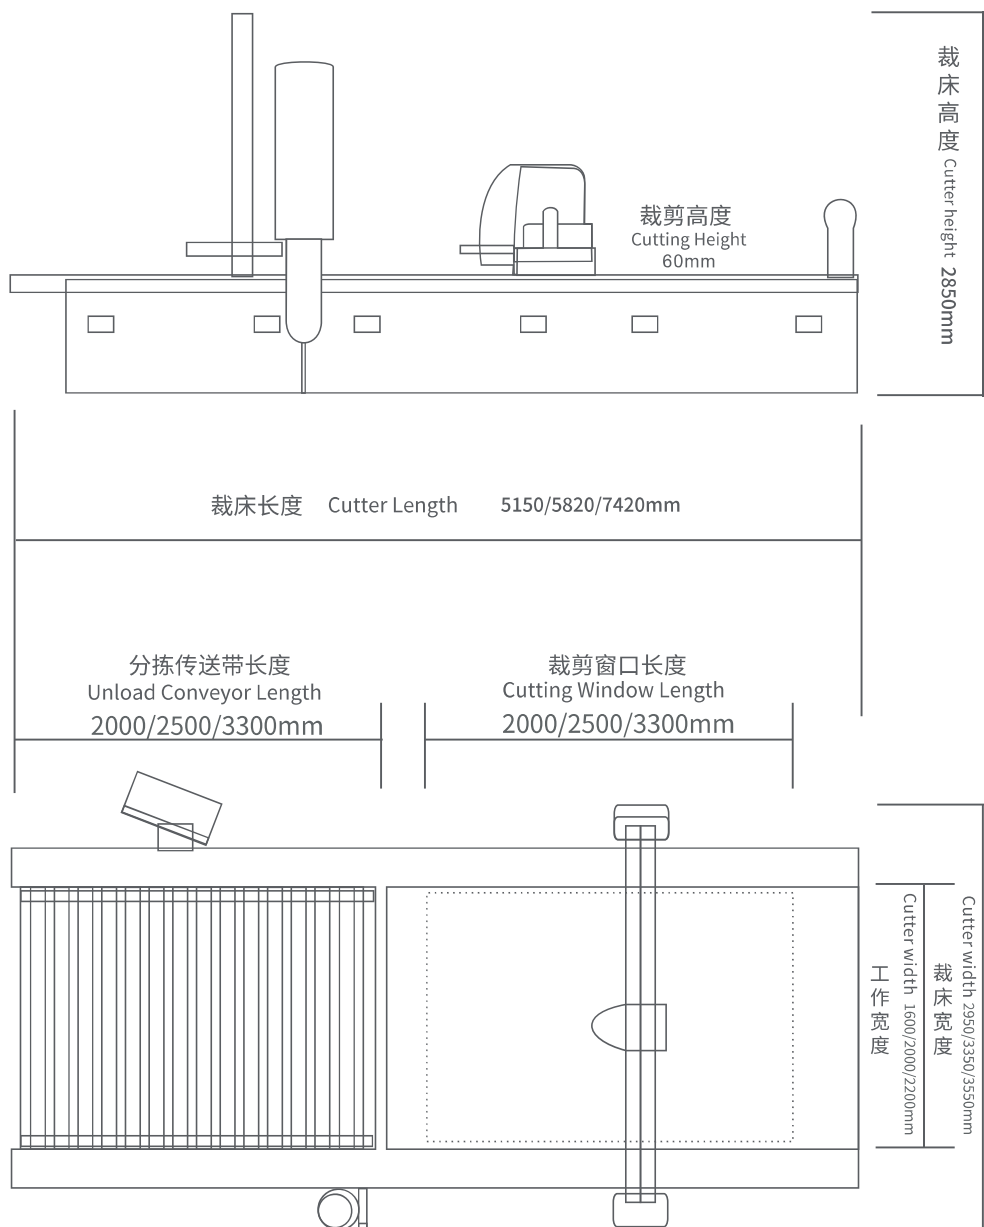 裁床高度 Cutter height 2850mm
裁剪高度
Cutting Height
60mm
裁床长度 Cutter Length 5150/5820/7420mm
分拣传送带长度
Unload Conveyor Length
2000/2500/3300mm
裁剪窗口长度
Cutting Window Length
2000/2500/3300mm
工作宽度
Cutter width 1600/2000/2200mm
裁床宽度
Cutter width 2950/3350/3550mm